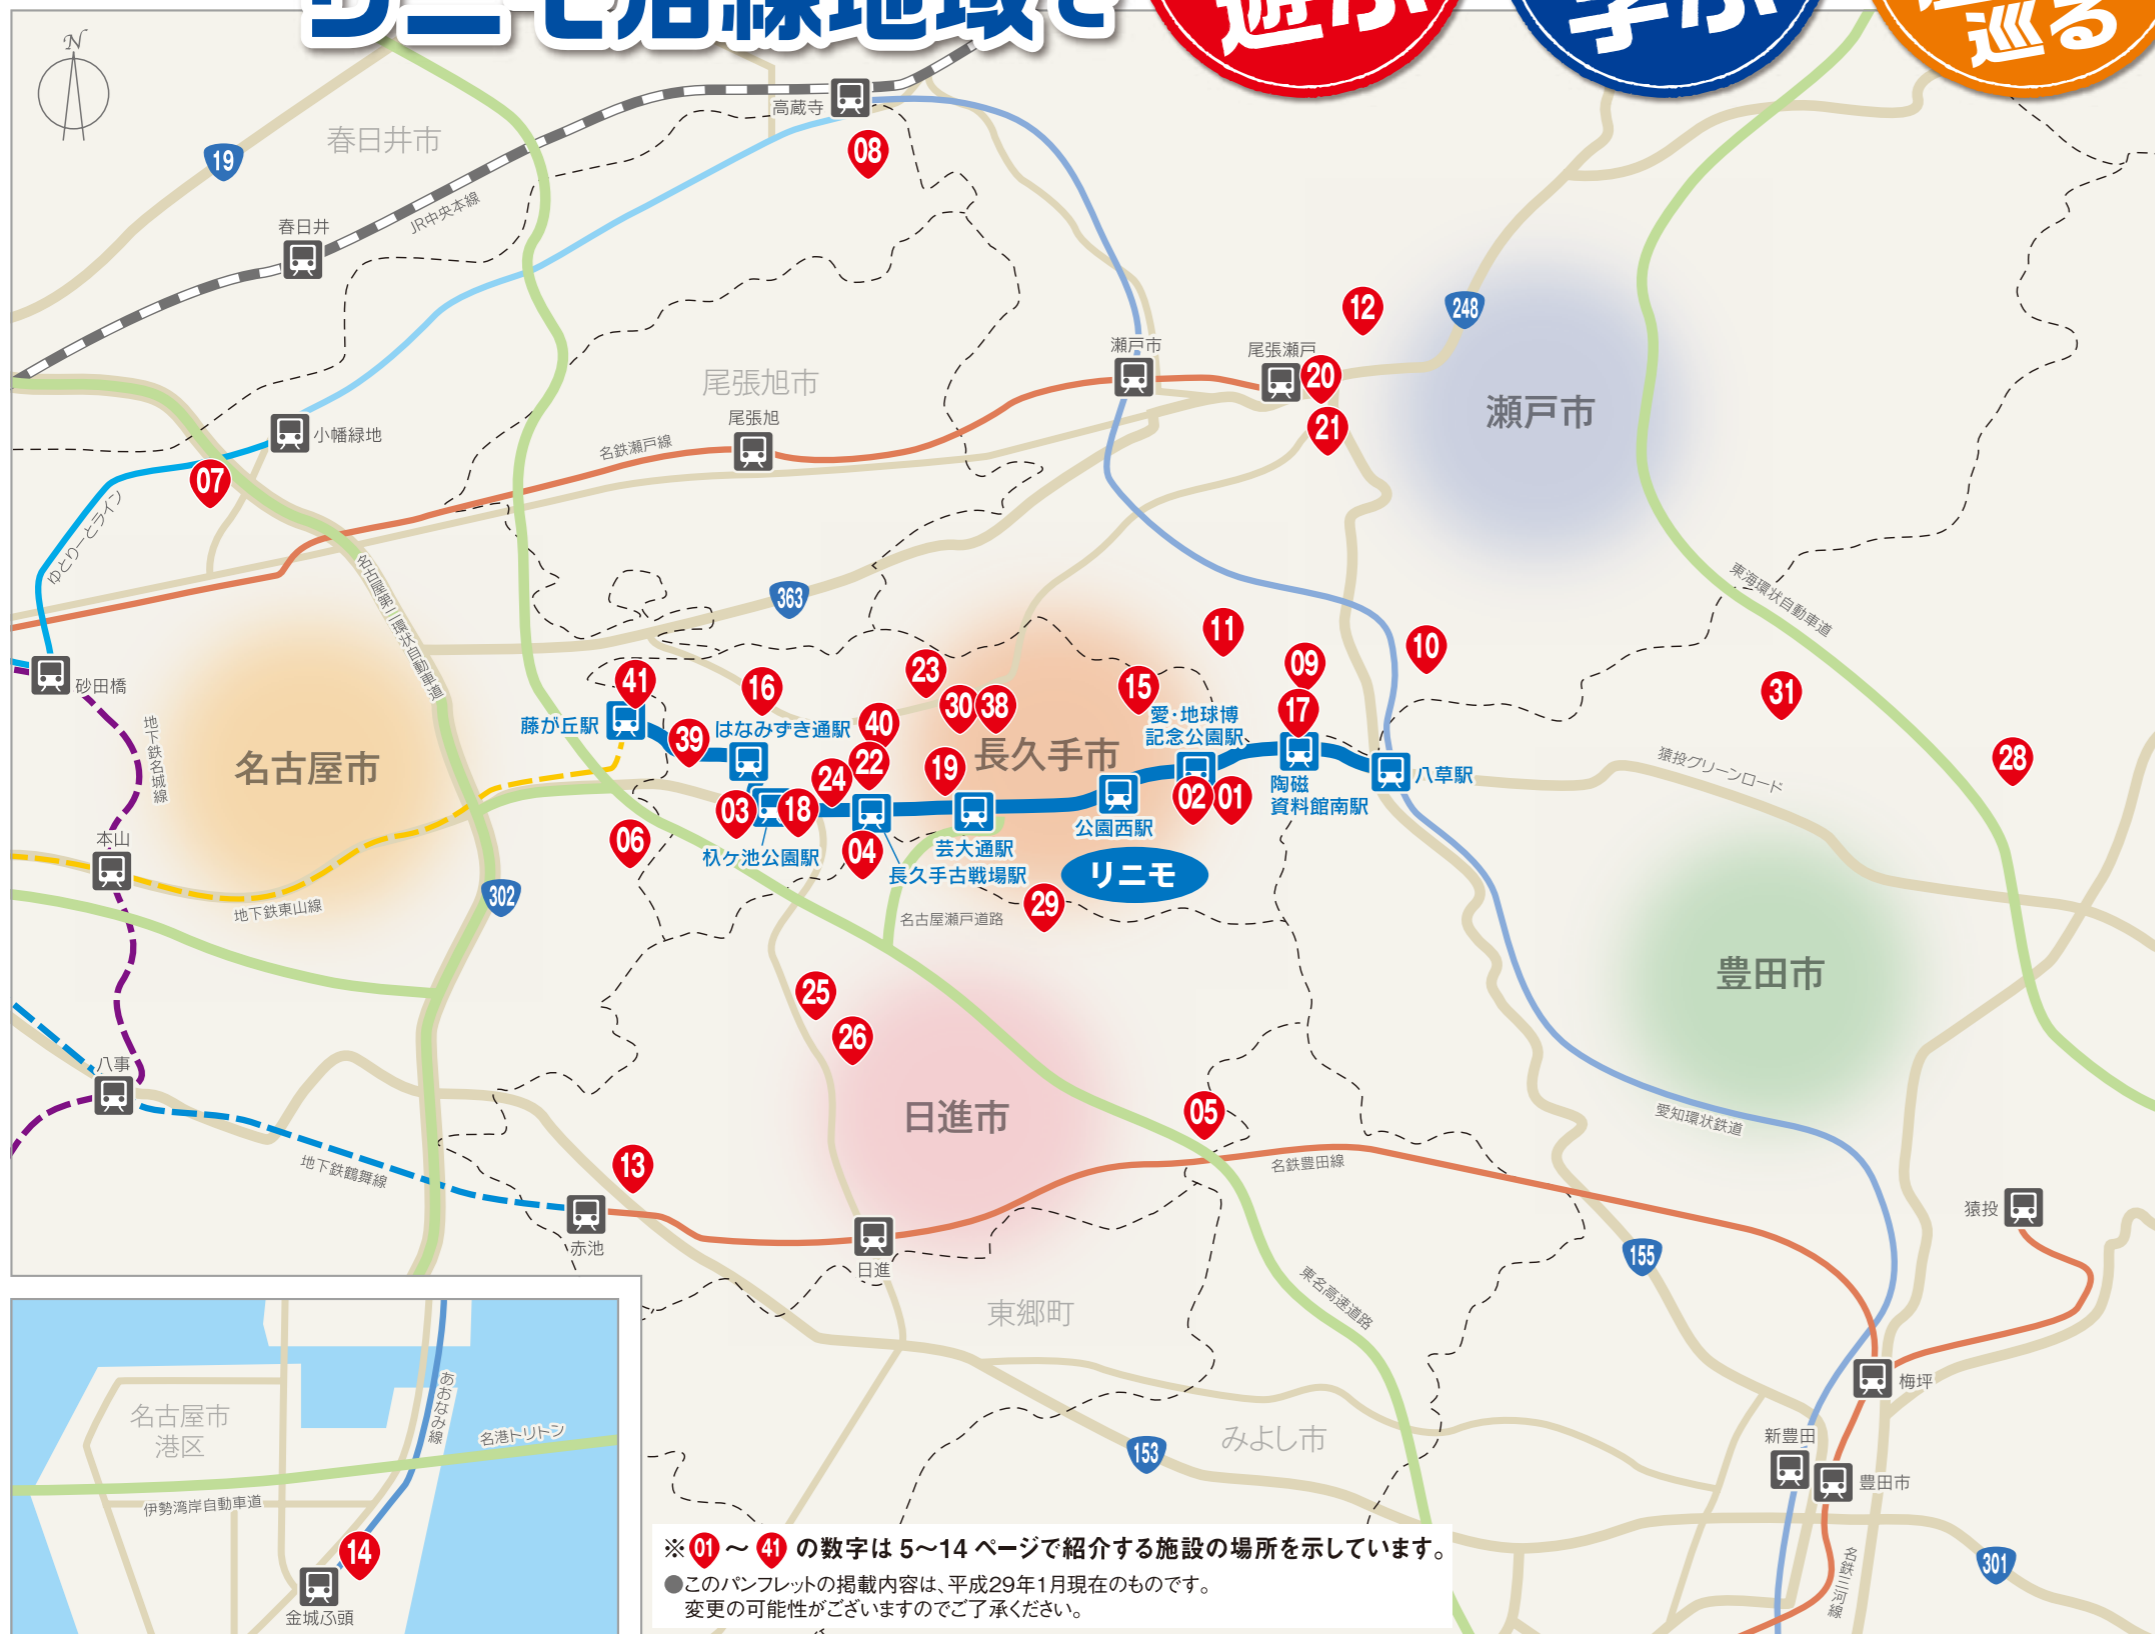 リニモ沿線地域を
遊ぶ
学ぶ
巡る
N
19
春日井市
高蔵寺
08
春日井
JR中央本線
12
248
瀬戸市
尾張瀬戸
20
21
瀬戸市
尾張旭市
尾張旭
名鉄瀬戸線
小幡緑地
07
ゆとりーとライン
名古屋第二環状自動車道
363
東海環状自動車道
砂田橋
地下鉄名城線
名古屋市
41
藤が丘駅
39
16
はなみずき通駅
40
23
30
38
22
24
19
長久手市
15
11
愛・地球博
記念公園駅
09
17
10
31
28
猿投グリーンロード
八草駅
陶磁
資料館南駅
02
01
公園西駅
芸大通駅
リニモ
03
18
杁ヶ池公園駅
04
長久手古戦場駅
06
29
名古屋瀬戸道路
本山
地下鉄東山線
302
豊田市
25
26
日進市
05
八事
地下鉄鶴舞線
13
赤池
日進
名鉄豊田線
愛知環状鉄道
猿投
155
東名高速道路
東郷町
梅坪
みよし市
153
新豊田
豊田市
名鉄三河線
301
名古屋市
港区
あおなみ線
名港トリトン
伊勢湾岸自動車道
14
金城ふ頭
※01～41の数字は5～14ページで紹介する施設の場所を示しています。
●このパンフレットの掲載内容は、平成29年1月現在のものです。
変更の可能性がございますのでご了承ください。